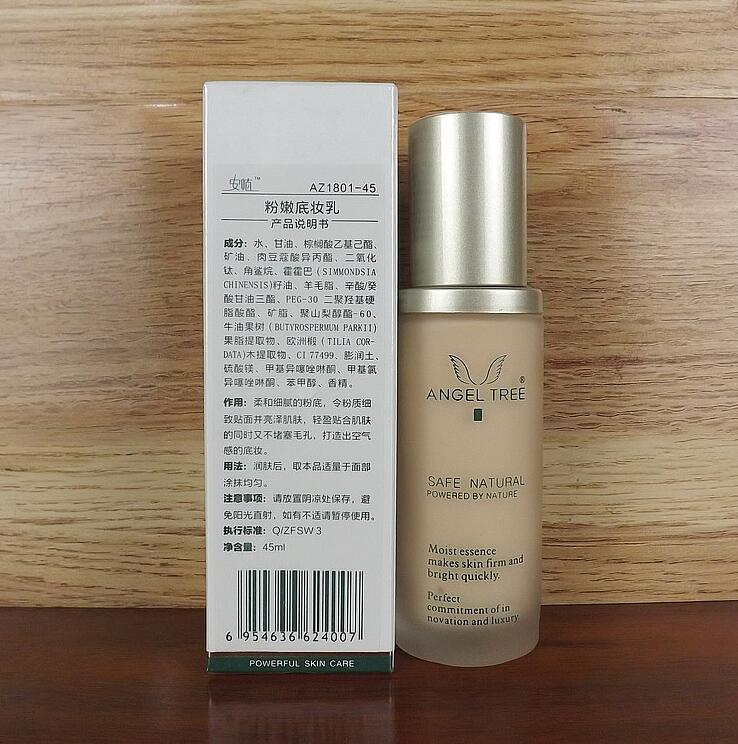 安皘™
AZ1801-45
粉嫩底妆乳
产品说明书
成分：水、甘油、棕榈酸乙基己酯、
矿油、肉豆蔻酸异丙酯、二氧化
钛、角鲨烷、霍霍巴(SIMMONDSIA
CHINENSIS)籽油、羊毛脂、辛酸/癸
酸甘油三酯、PEG-30 二聚羟基硬
脂酸酯、矿脂、聚山梨醇酯-60、
牛油果树(BUTYROSPERMUM PARKII)
果脂提取物、欧洲椴(TILIA COR-
DATA)木提取物、CI 77499、膨润土、
硫酸镁、甲基异噻唑啉酮、甲基氯
异噻唑啉酮、苯甲醇、香精。
作用：柔和细腻的粉底，令粉质细
致贴面并亮泽肌肤，轻盈贴合肌肤
的同时又不堵塞毛孔，打造出空气
感的底妆。
用法：润肤后，取本品适量于面部
涂抹均匀。
注意事项：请放置阴凉处保存，避
免阳光直射，如有不适请暂停使用。
执行标准：Q/ZFSW 3
净含量：45ml
6 954636 624007
POWERFUL SKIN CARE
ANGEL TREE®
SAFE NATURAL
POWERED BY NATURE
Moist essence
makes skin firm and
bright quickly.
Perfect
commitment of in
novation and luxury.